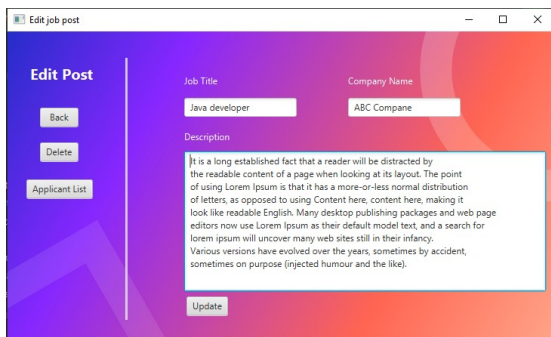 Edit job post
Edit Post
Back
Delete
Applicant List
Job Title
Company Name
Java developer
ABC Compane
Description
It is a long established fact that a reader will be distracted by
the readable content of a page when looking at its layout. The point
of using Lorem Ipsum is that it has a more-or-less normal distribution
of letters, as opposed to using Content here, content here, making it
look like readable English. Many desktop publishing packages and web page
editors now use Lorem Ipsum as their default model text, and a search for
lorem ipsum will uncover many web sites still in their infancy.
Various versions have evolved over the years, sometimes by accident,
sometimes on purpose (injected humour and the like).
Update